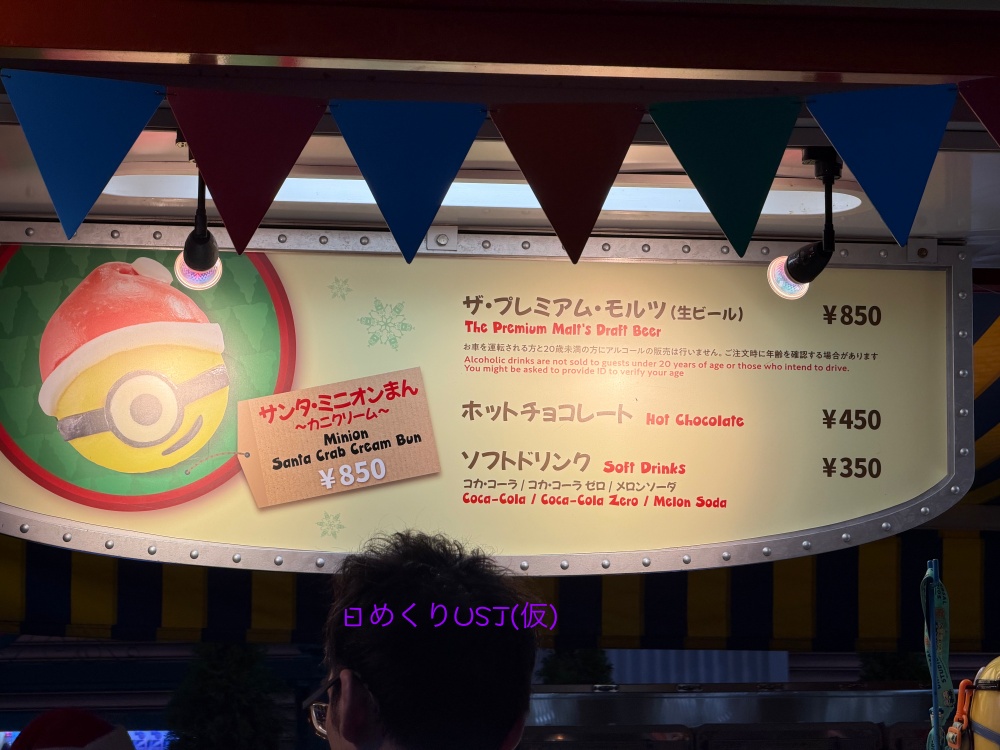 ザ・プレミアム・モルツ(生ビール) ¥850
The Premium Malt's Draft Beer
お車を運転される方と20歳未満の方にアルコールの販売は行いません。ご注文時に年齢を確認する場合があります
Alcoholic drinks are not sold to guests under 20 years of age or those who intend to drive.
You might be asked to provide ID to verify your age
サンタ・ミニオンまん
～カニクリーム～
Minion
Santa Crab Cream Bun
¥850
ホットチョコレート Hot Chocolate ¥450
ソフトドリンク Soft Drinks ¥350
コカ・コーラ / コカ・コーラ ゼロ / メロンソーダ
Coca-Cola / Coca-Cola Zero / Melon Soda
日めくりUSJ(仮)